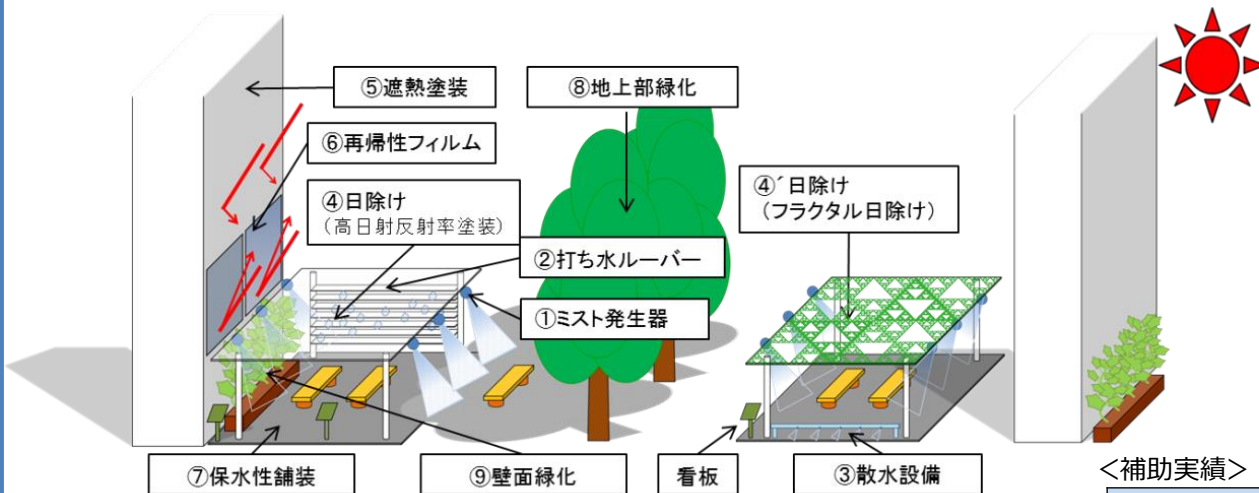 ⑤遮熱塗装
⑧地上部緑化
⑥再帰性フィルム
④日除け
（高日射反射率塗装）
④´日除け
（フラクタル日除け）
②打ち水ルーバー
①ミスト発生器
⑦保水性舗装
⑨壁面緑化
看板
③散水設備
＜補助実績＞